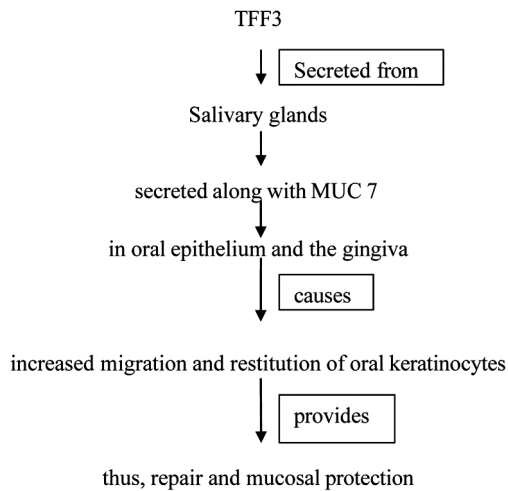 TFF3
Secreted from
Salivary glands
secreted along with MUC 7
in oral epithelium and the gingiva
causes
increased migration and restitution of oral keratinocytes
provides
thus, repair and mucosal protection